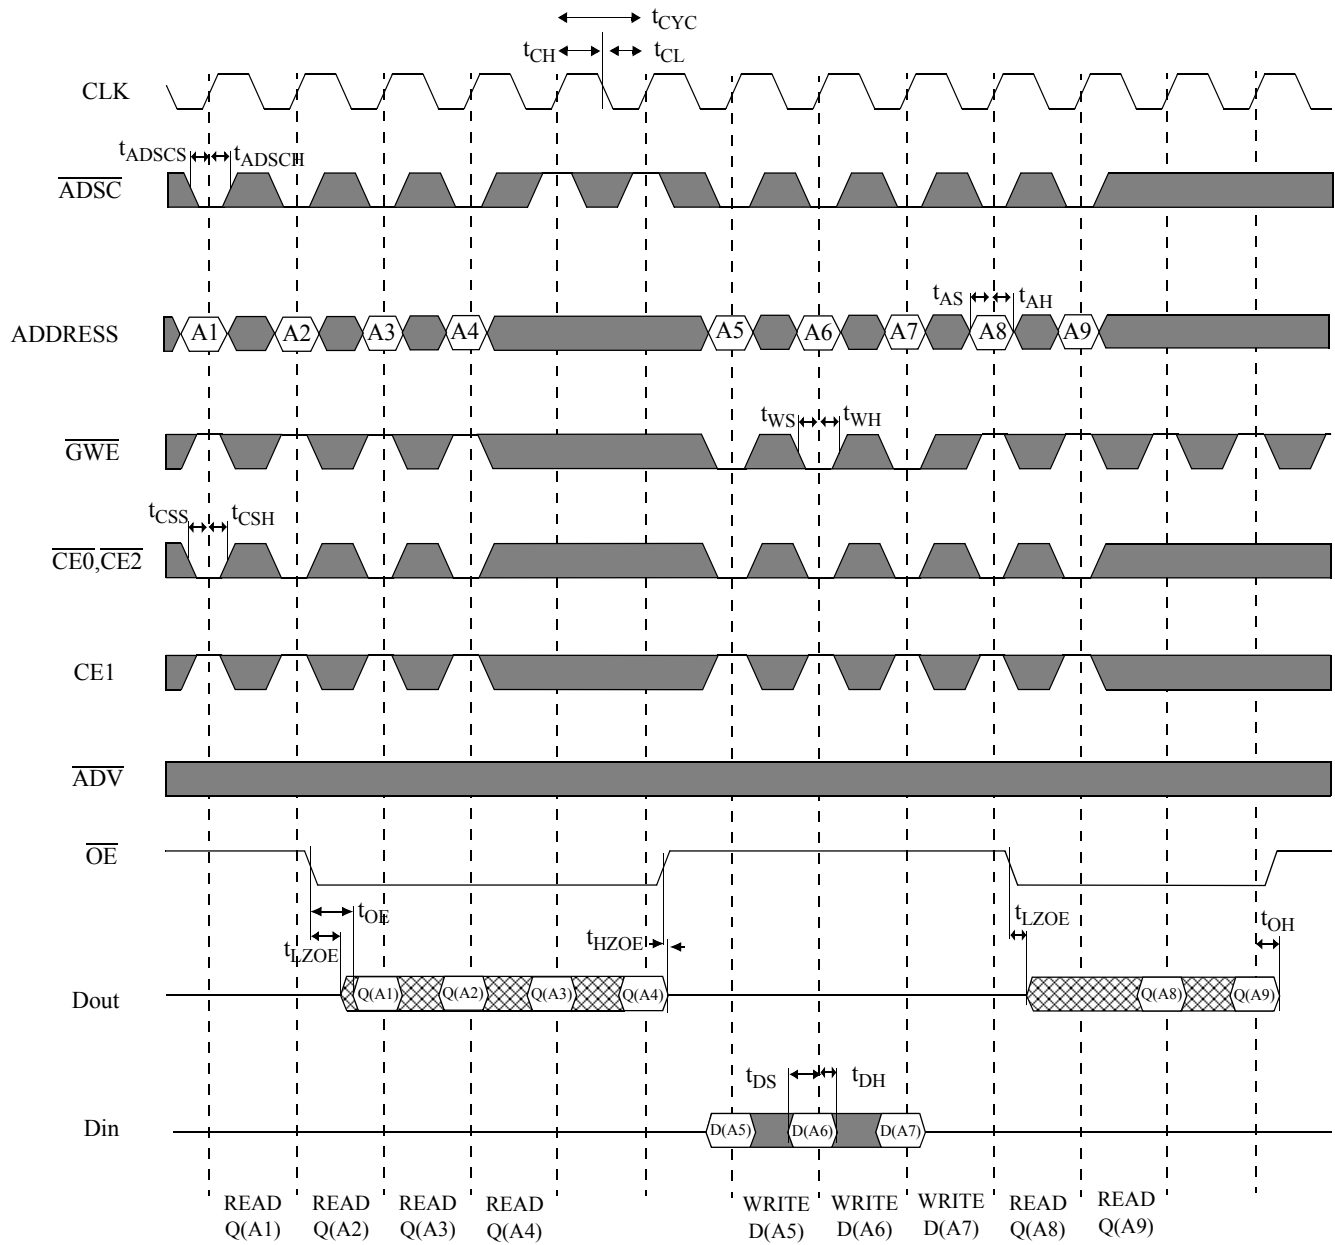 tCYC
tCH tCL
CLK
tADSCS tADSCH
ADSC
tAS tAH
ADDRESS A1 A2 A3 A4 A5 A6 A7 A8 A9
tWS tWH
GWE
tCSS tCSH
CE0,CE2
CE1
ADV
OE
tOE tLZOE tOH
tLZOE tHZOE
Dout Q(A1) Q(A2) Q(A3) Q(A4) Q(A8) Q(A9)
tDS tDH
Din D(A5) D(A6) D(A7)
READ READ READ READ WRITE WRITE WRITE READ READ
Q(A1) Q(A2) Q(A3) Q(A4) D(A5) D(A6) D(A7) Q(A8) Q(A9)